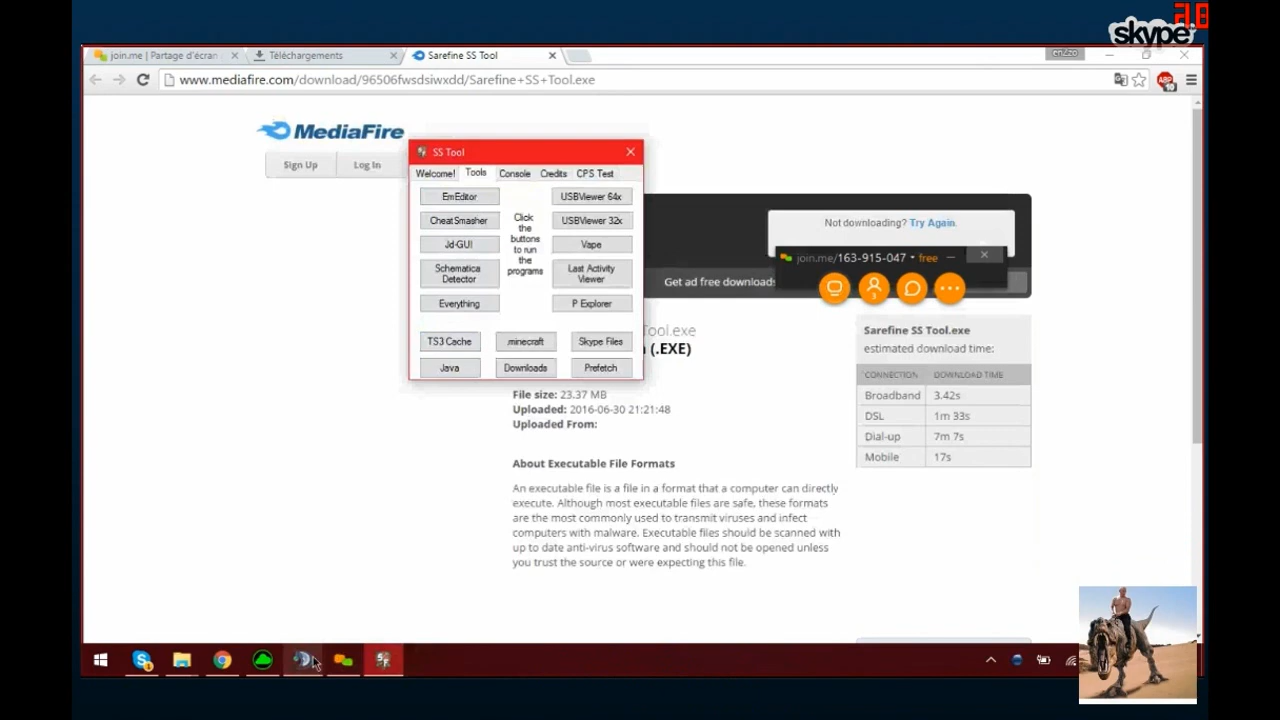 skype
join.me | Partage d'écran
Téléchargements
Sarefine SS Tool
enzzo
www.mediafire.com/download/96506fwsdsiwxdd/Sarefine+SS+Tool.exe
ABP
10
MediaFire
Sign Up
Log In
SS Tool
Welcome!
Tools
Console
Credits
CPS Test
EmEditor
USBViewer 64x
CheatSmasher
USBViewer 32x
Jd-GUI
Vape
Schematica
Detector
Last Activity
Viewer
Everything
P Explorer
Click
the
buttons
to run
the
programs
TS3 Cache
.minecraft
Skype Files
Java
Downloads
Prefetch
Not downloading? Try Again.
join.me/163-915-047
free
3
Get ad free downloads
Tool.exe
(.EXE)
File size: 23.37 MB
Uploaded: 2016-06-30 21:21:48
Uploaded From:
About Executable File Formats
An executable file is a file in a format that a computer can directly
execute. Although most executable files are safe, these formats
are the most commonly used to transmit viruses and infect
computers with malware. Executable files should be scanned with
up to date anti-virus software and should not be opened unless
you trust the source or were expecting this file.
Sarefine SS Tool.exe
estimated download time:
CONNECTION DOWNLOAD TIME
Broadband 3.42s
DSL 1m 33s
Dial-up 7m 7s
Mobile 17s